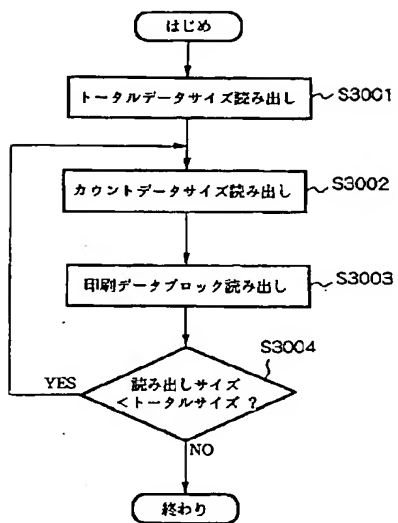 はじめ
トータルデータサイズ読み出し
S3001
カウントデータサイズ読み出し
S3002
印刷データブロック読み出し
S3003
S3004
YES
読み出しサイズ
<トータルサイズ ?
NO
終わり